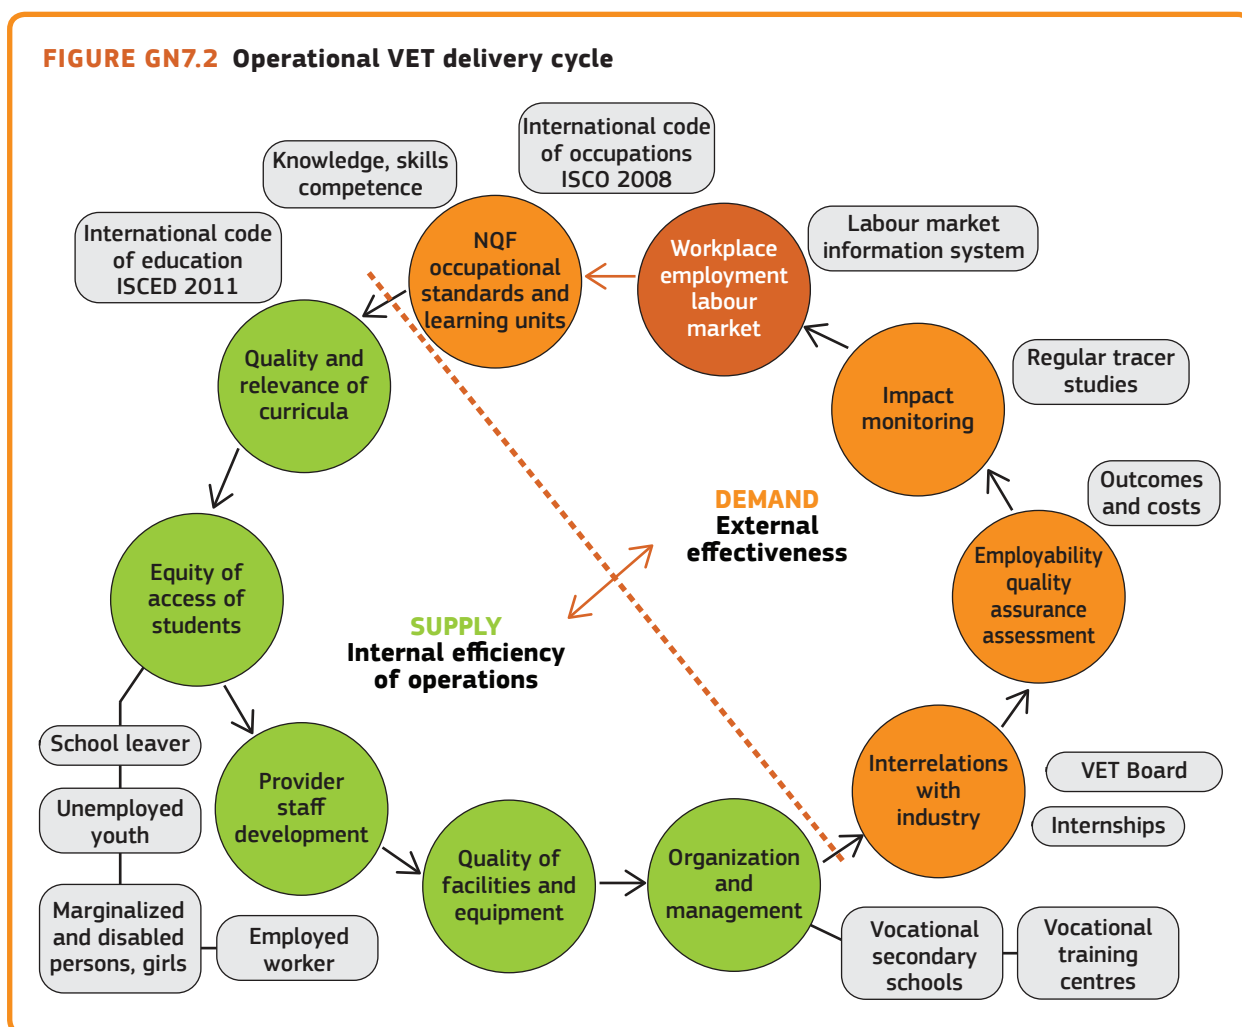 FIGURE GN7.2 Operational VET delivery cycle
International code
of occupations
ISCO 2008
Knowledge, skills
competence
International code
of education
ISCED 2011
NQF
occupational
standards and
learning units
Workplace
employment
labour
market
Labour market
information system
Quality and
relevance of
curricula
Impact
monitoring
Regular tracer
studies
Outcomes
and costs
DEMAND
External
effectiveness
Equity of
access of
students
SUPPLY
Internal efficiency
of operations
Employability
quality
assurance
assessment
School leaver
Unemployed
youth
Marginalized
and disabled
persons, girls
Employed
worker
Provider
staff
development
Quality of
facilities and
equipment
Organization
and
management
Interrelations
with
industry
VET Board
Internships
Vocational
secondary
schools
Vocational
training
centres